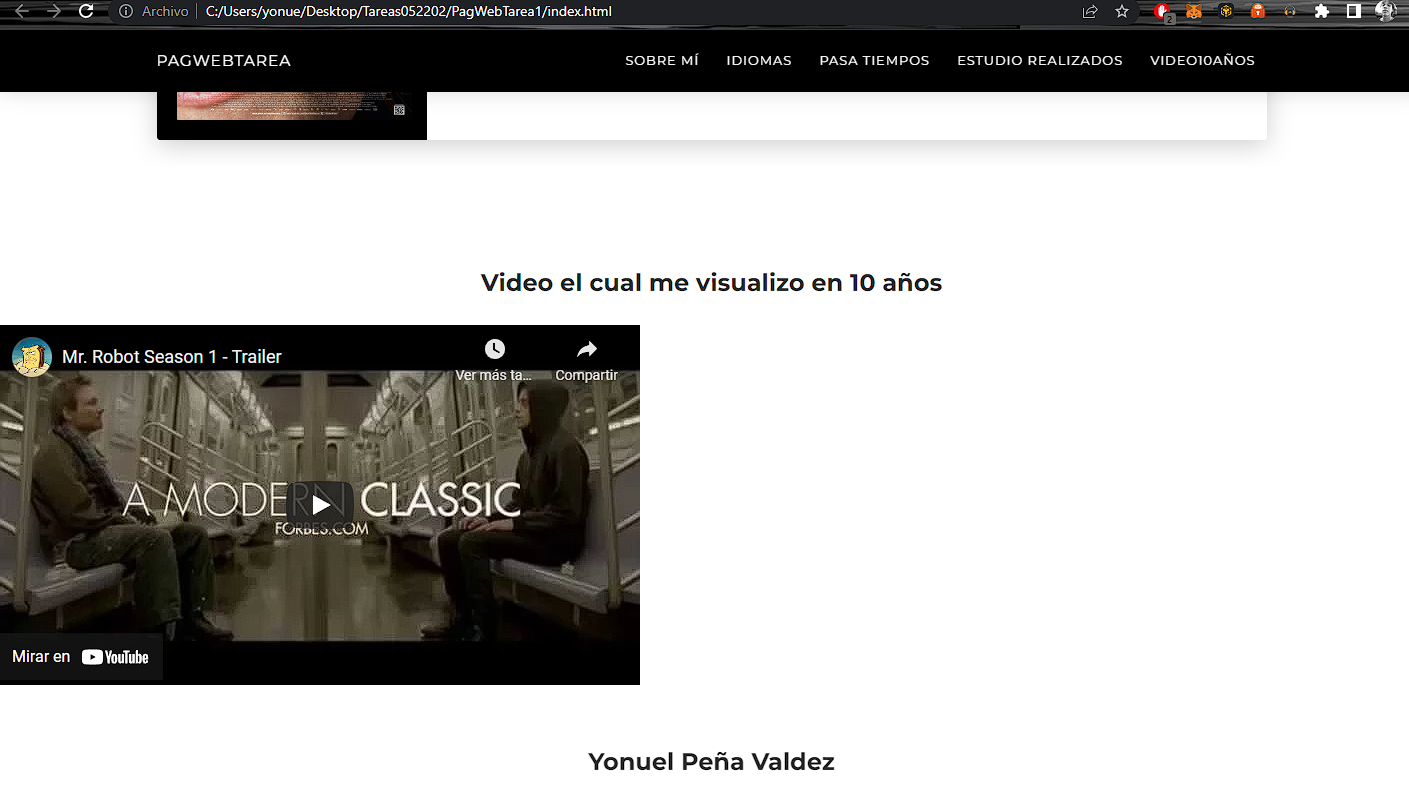 Archivo C:/Users/yonue/Desktop/Tareas052202/PagWebTarea1/index.html
2
PAGWEBTAREA SOBRE MÍ IDIOMAS PASA TIEMPOS ESTUDIO REALIZADOS VIDEO10AÑOS
Video el cual me visualizo en 10 años
Mr. Robot Season 1 - Trailer
Ver más ta... Compartir
A MODERN CLASSIC
FORBES.COM
Mirar en YouTube
Yonuel Peña Valdez